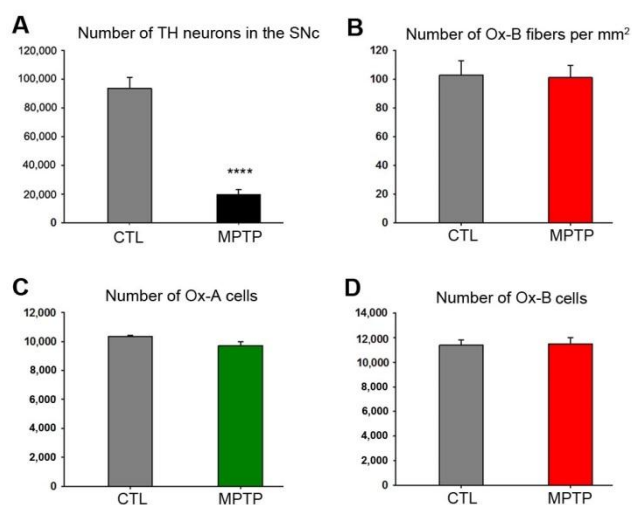 A
Number of TH neurons in the SNc
120,000
100,000
80,000
60,000
40,000
20,000
0
****
CTL MPTP
B
Number of Ox-B fibers per mm²
120
100
80
60
40
20
0
CTL MPTP
C
Number of Ox-A cells
12,000
10,000
8,000
6,000
4,000
2,000
0
CTL MPTP
D
Number of Ox-B cells
14,000
12,000
10,000
8,000
6,000
4,000
2,000
0
CTL MPTP